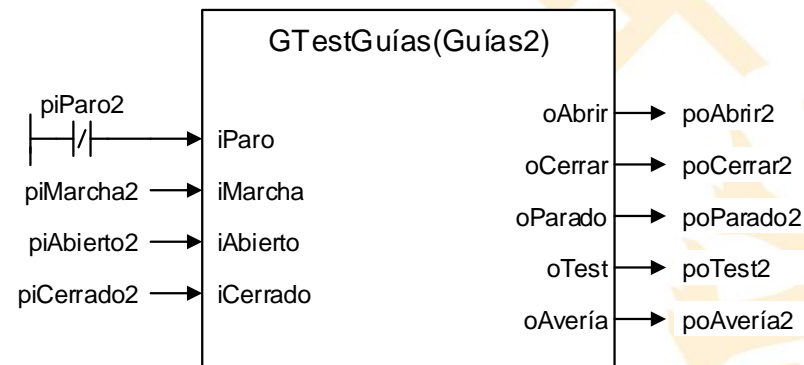 GTestGuías(Guías2)
piParo2
iParo
piMarcha2
iMarcha
piAbierto2
iAbierto
piCerrado2
iCerrado
oAbrir
poAbrir2
oCerrar
poCerrar2
oParado
poParado2
oTest
poTest2
oAvería
poAvería2